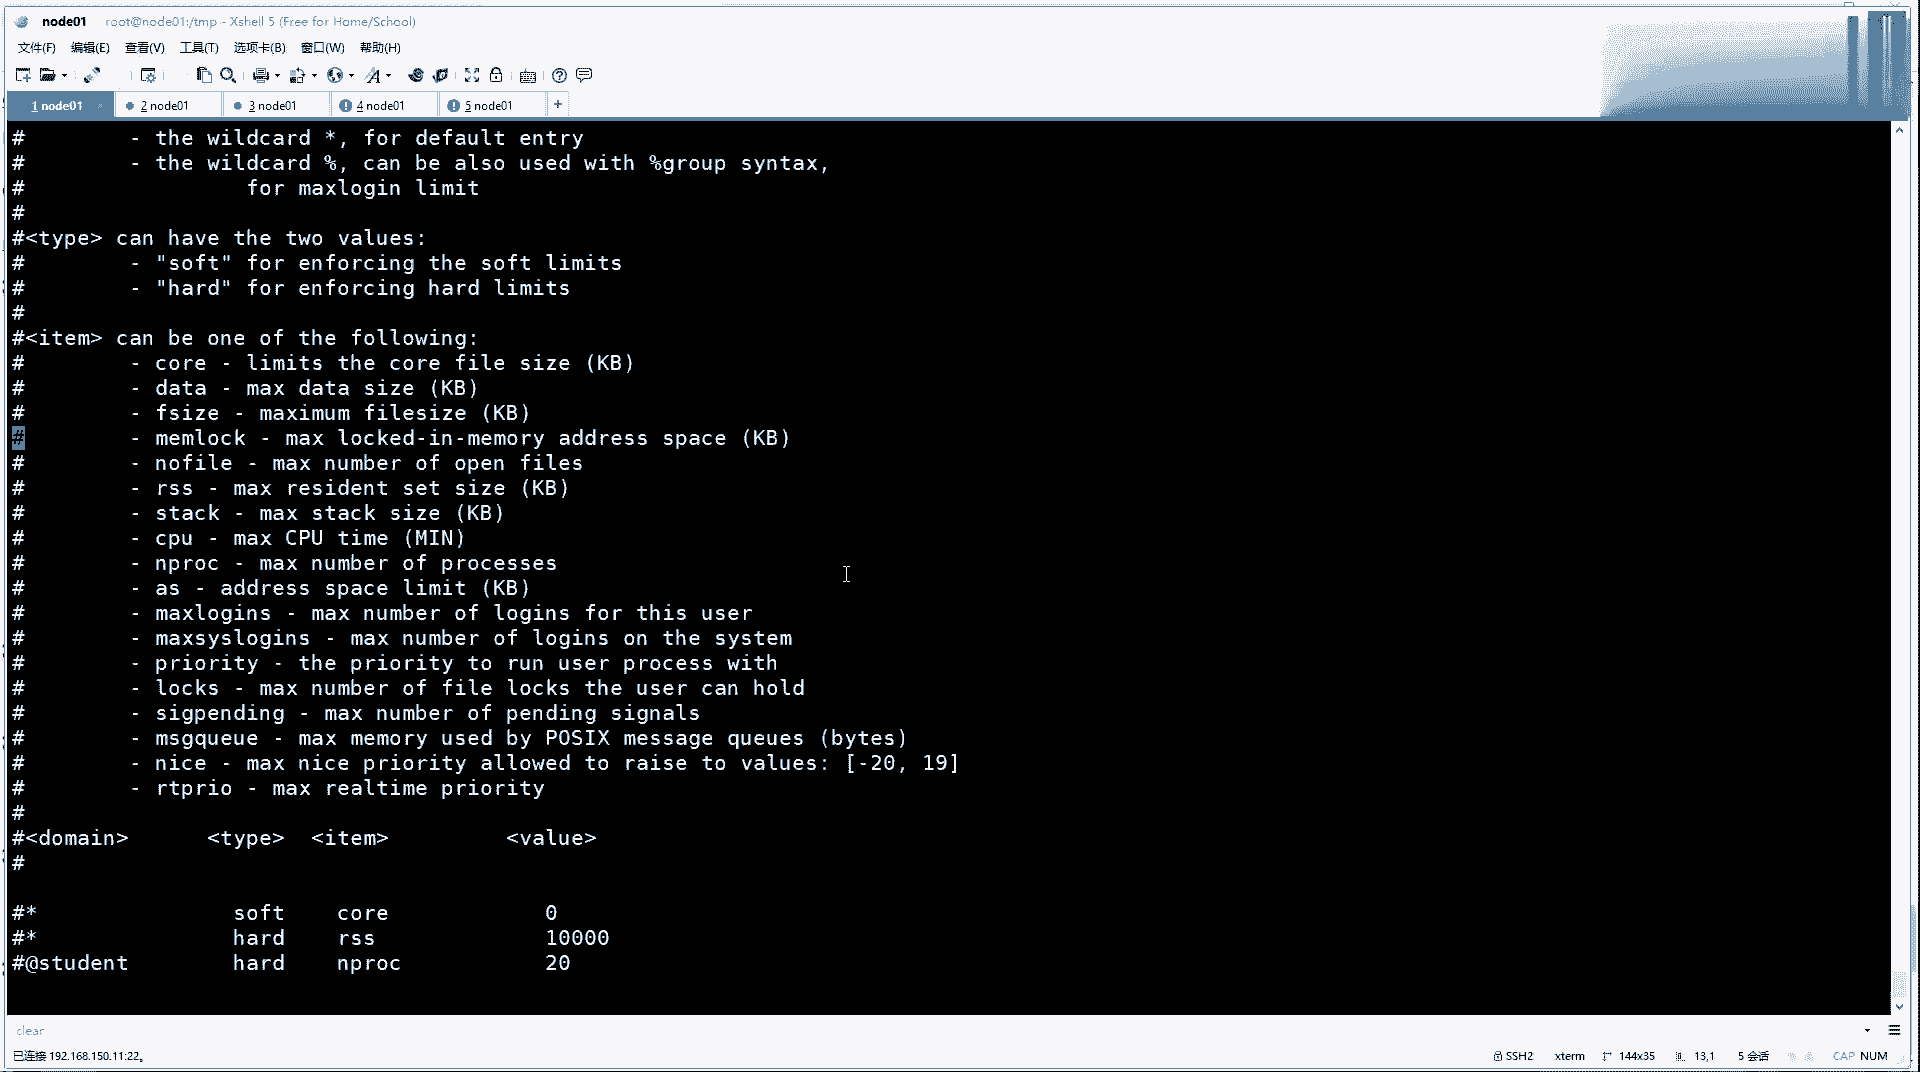 node01 root@node01:/tmp - Xshell 5 (Free for Home/School)
文件(F) 编辑(E) 查看(V) 工具(T) 选项卡(B) 窗口(W) 帮助(H)
1 node01 2 node01 3 node01 4 node01 5 node01 +
# - the wildcard *, for default entry
# - the wildcard %, can be also used with %group syntax,
# for maxlogin limit
#
#<type> can have the two values:
# - "soft" for enforcing the soft limits
# - "hard" for enforcing hard limits
#
#<item> can be one of the following:
# - core - limits the core file size (KB)
# - data - max data size (KB)
# - fsize - maximum filesize (KB)
# - memlock - max locked-in-memory address space (KB)
# - nofile - max number of open files
# - rss - max resident set size (KB)
# - stack - max stack size (KB)
# - cpu - max CPU time (MIN)
# - nproc - max number of processes
# - as - address space limit (KB)
# - maxlogins - max number of logins for this user
# - maxsyslogins - max number of logins on the system
# - priority - the priority to run user process with
# - locks - max number of file locks the user can hold
# - sigpending - max number of pending signals
# - msgqueue - max memory used by POSIX message queues (bytes)
# - nice - max nice priority allowed to raise to values: [-20, 19]
# - rtprio - max realtime priority
#
#<domain> <type> <item> <value>
#
#* soft core 0
#* hard rss 10000
#@student hard nproc 20
clear
已连接 192.168.150.11:22。 SSH2 xterm 144x35 13,1 5 会话 CAP NUM